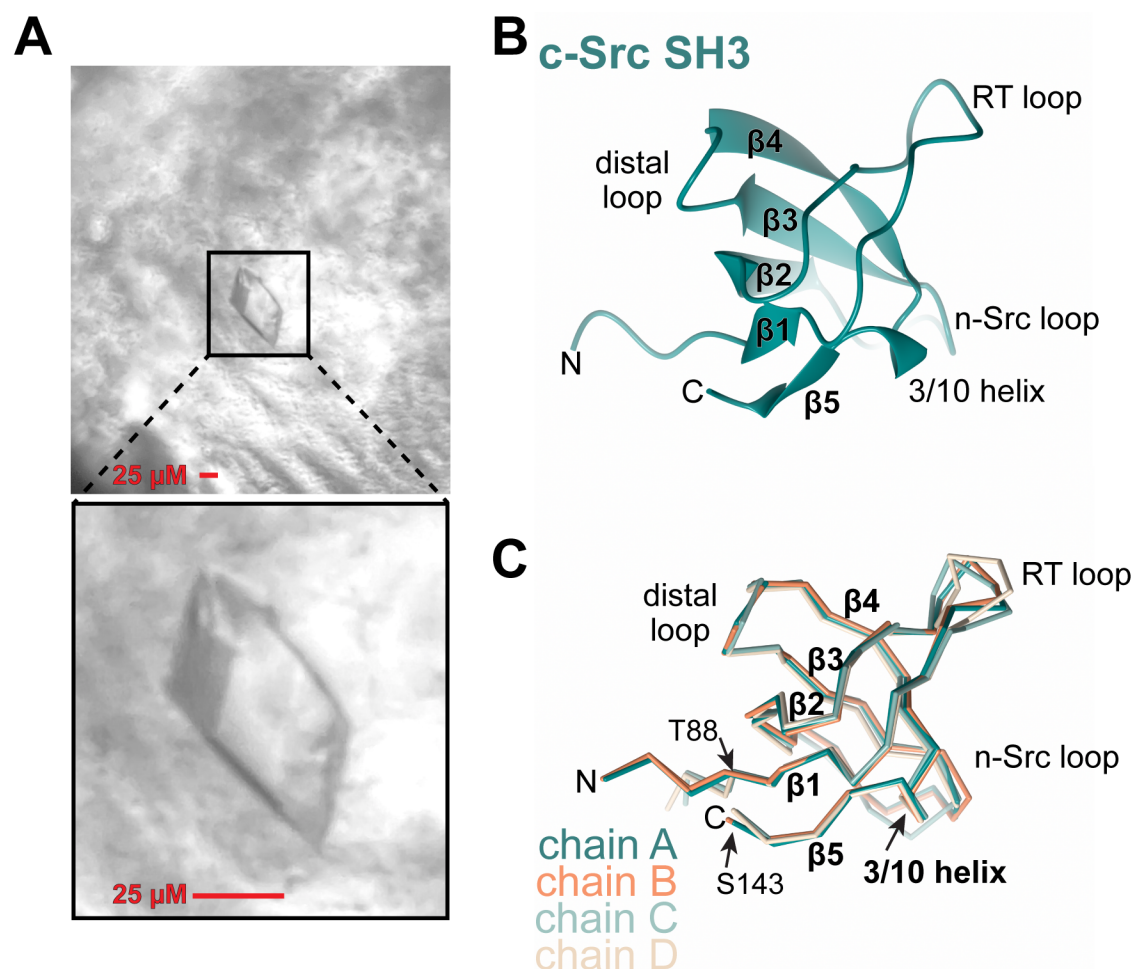 A
25 µM
25 µM
B
c-Src SH3
RT loop
β4
distal
loop
β3
β2
n-Src loop
β1
N
C
3/10 helix
β5
C
RT loop
distal
loop
β4
β3
β2
T88
n-Src loop
N
β1
C
β5
3/10 helix
S143
chain A
chain B
chain C
chain D